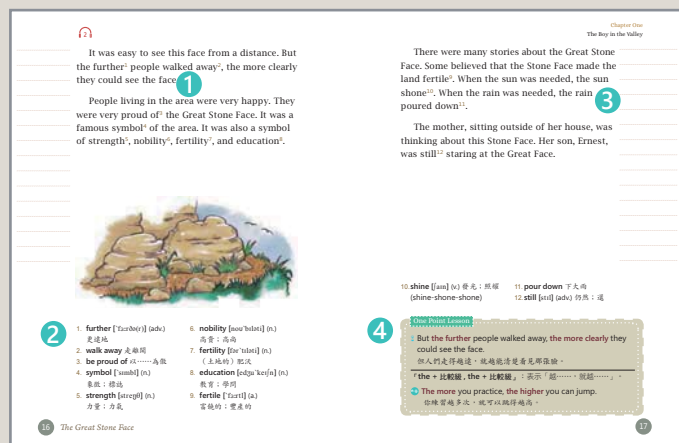 2
It was easy to see this face from a distance. But
the further¹ people walked away², the more clearly
they could see the face
1
People living in the area were very happy. They
were very proud of³ the Great Stone Face. It was a
famous symbol⁴ of the area. It was also a symbol
of strength⁵, nobility⁶, fertility⁷, and education⁸.
2
1. further [ˋfɝðɚ(r)] (adv.)
更遠地
2. walk away 走離開
3. be proud of 以……為傲
4. symbol [ˋsɪmbl] (n.)
象徵；標誌
5. strength [strɛŋθ] (n.)
力量；力氣
6. nobility [noʊˋbɪləti] (n.)
高貴；高尚
7. fertility [fɚˋtɪləti] (n.)
（土地的）肥沃
8. education [ɛdʒʊˋkeɪʃn] (n.)
教育；學問
9. fertile [ˋfɝtl] (a.)
富饒的；豐產的
16 The Great Stone Face
Chapter One
The Boy in the Valley
There were many stories about the Great Stone
Face. Some believed that the Stone Face made the
land fertile⁹. When the sun was needed, the sun
shone¹⁰. When the rain was needed, the rain
poured down¹¹.
3
The mother, sitting outside of her house, was
thinking about this Stone Face. Her son, Ernest,
was still¹² staring at the Great Face.
10. shine [ʃaɪn] (v.) 發光；照耀
(shine-shone-shone)
11. pour down 下大雨
12. still [stɪl] (adv.) 仍然；還
4
One Point Lesson
1 But the further people walked away, the more clearly they
could see the face.
但人們走得越遠，就越能清楚看見那張臉。
「the + 比較級, the + 比較級」：表示「越……，就越……」。
The more you practice, the higher you can jump.
你練習越多次，就可以跳得越高。
17